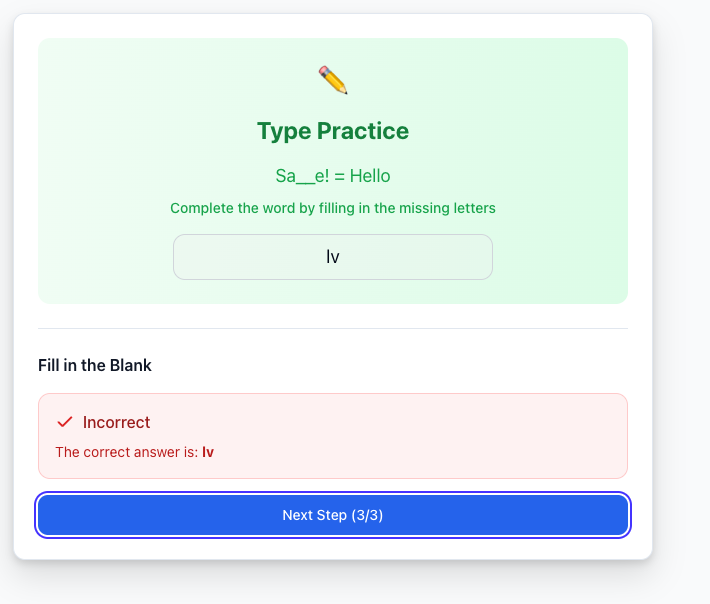 Type Practice
Sa__e! = Hello
Complete the word by filling in the missing letters
lv
Fill in the Blank
Incorrect
The correct answer is: lv
Next Step (3/3)